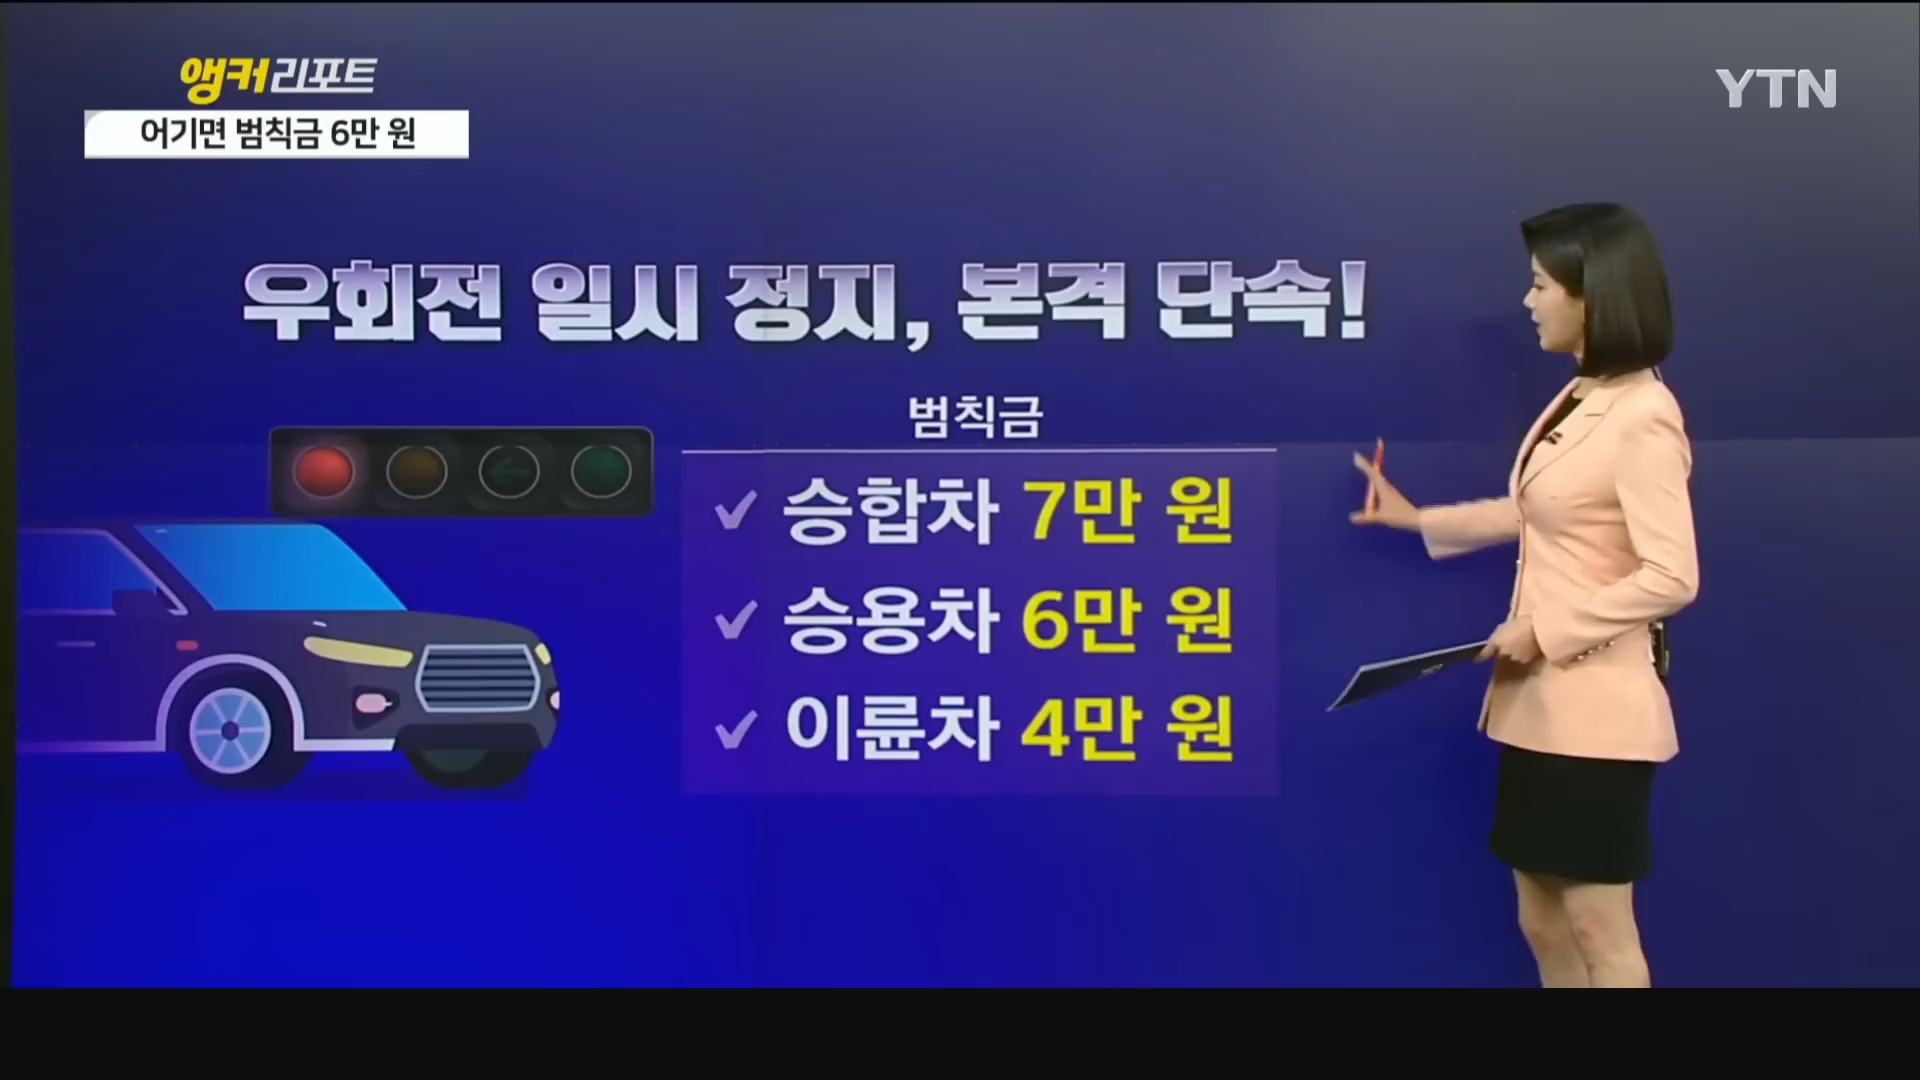 앵커리포트
YTN
어기면 범칙금 6만 원
우회전 일시 정지, 본격 단속!
범칙금
✓ 승합차 7만 원
✓ 승용차 6만 원
✓ 이륜차 4만 원